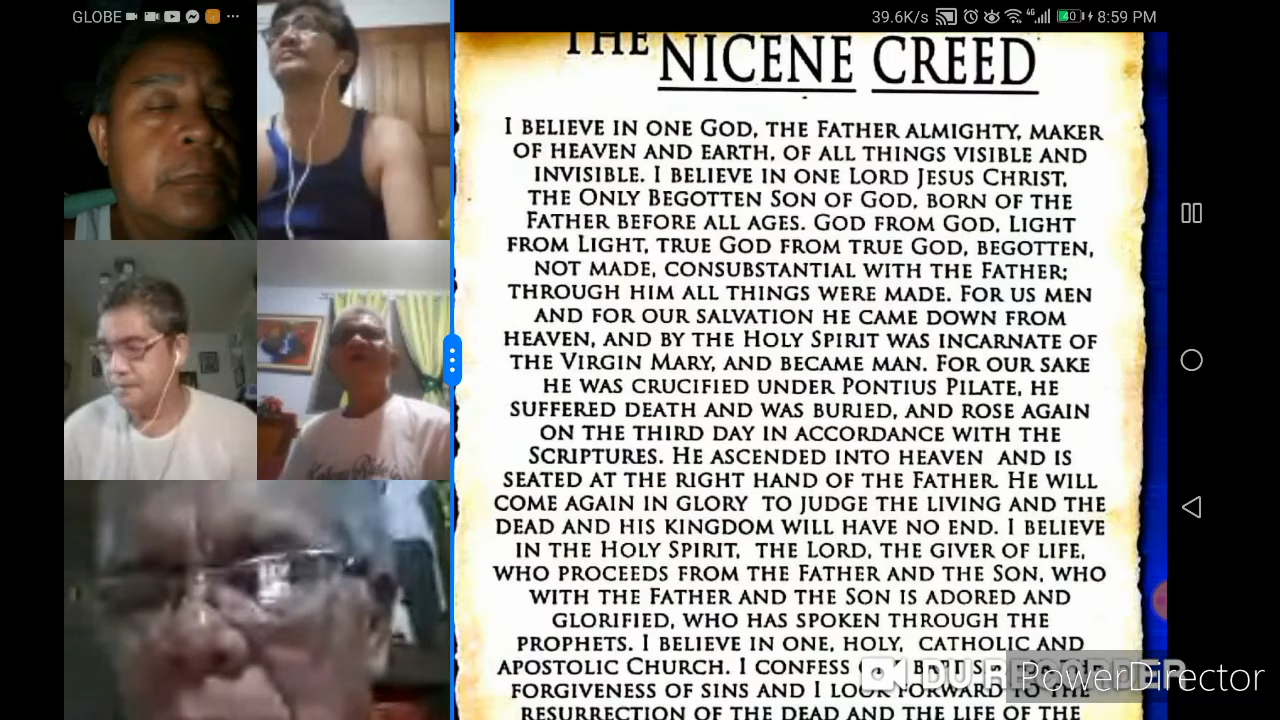 GLOBE
39.6K/s
4G
40
8:59 PM
THE NICENE CREED
I BELIEVE IN ONE GOD, THE FATHER ALMIGHTY, MAKER
OF HEAVEN AND EARTH, OF ALL THINGS VISIBLE AND
INVISIBLE. I BELIEVE IN ONE LORD JESUS CHRIST,
THE ONLY BEGOTTEN SON OF GOD, BORN OF THE
FATHER BEFORE ALL AGES. GOD FROM GOD, LIGHT
FROM LIGHT, TRUE GOD FROM TRUE GOD, BEGOTTEN,
NOT MADE, CONSUBSTANTIAL WITH THE FATHER;
THROUGH HIM ALL THINGS WERE MADE. FOR US MEN
AND FOR OUR SALVATION HE CAME DOWN FROM
HEAVEN, AND BY THE HOLY SPIRIT WAS INCARNATE OF
THE VIRGIN MARY, AND BECAME MAN. FOR OUR SAKE
HE WAS CRUCIFIED UNDER PONTIUS PILATE, HE
SUFFERED DEATH AND WAS BURIED, AND ROSE AGAIN
ON THE THIRD DAY IN ACCORDANCE WITH THE
SCRIPTURES. HE ASCENDED INTO HEAVEN AND IS
SEATED AT THE RIGHT HAND OF THE FATHER. HE WILL
COME AGAIN IN GLORY TO JUDGE THE LIVING AND THE
DEAD AND HIS KINGDOM WILL HAVE NO END. I BELIEVE
IN THE HOLY SPIRIT, THE LORD, THE GIVER OF LIFE,
WHO PROCEEDS FROM THE FATHER AND THE SON, WHO
WITH THE FATHER AND THE SON IS ADORED AND
GLORIFIED, WHO HAS SPOKEN THROUGH THE
PROPHETS. I BELIEVE IN ONE, HOLY, CATHOLIC AND
APOSTOLIC CHURCH. I CONFESS
FORGIVENESS OF SINS AND I LOOK FORWARD TO THE
RESURRECTION OF THE DEAD AND THE LIFE OF THE
DU RECORDER
PowerDirector